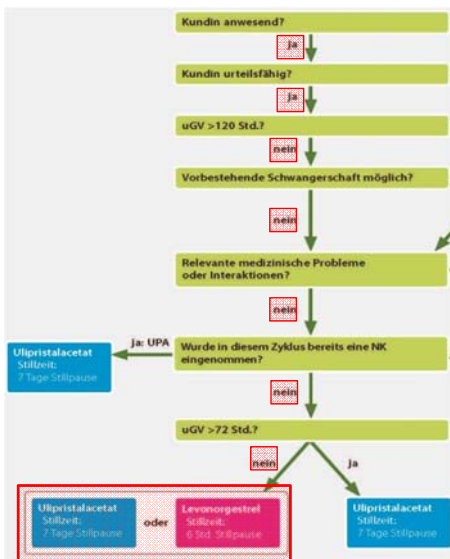 Kundin anwesend?
ja
Kundin urteilsfähig?
ja
uGV >120 Std.?
nein
Vorbestehende Schwangerschaft möglich?
nein
Relevante medizinische Probleme
oder Interaktionen?
nein
Wurde in diesem Zyklus bereits eine NK
eingenommen?
ja: UPA
Ulipristalacetat
Stillzeit:
7 Tage Stillpause
nein
uGV >72 Std.?
nein
ja
Ulipristalacetat
Stillzeit:
7 Tage Stillpause
oder
Levonorgestrel
Stillzeit:
6 Std. Stillpause
Ulipristalacetat
Stillzeit:
7 Tage Stillpause